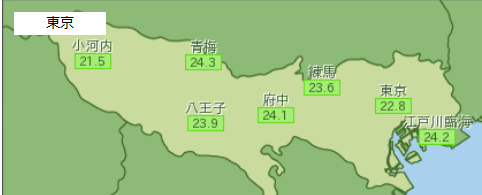 東京
小河内
21.5
青梅
24.3
練馬
23.6
東京
22.8
八王子
23.9
府中
24.1
江戸川臨海
24.2